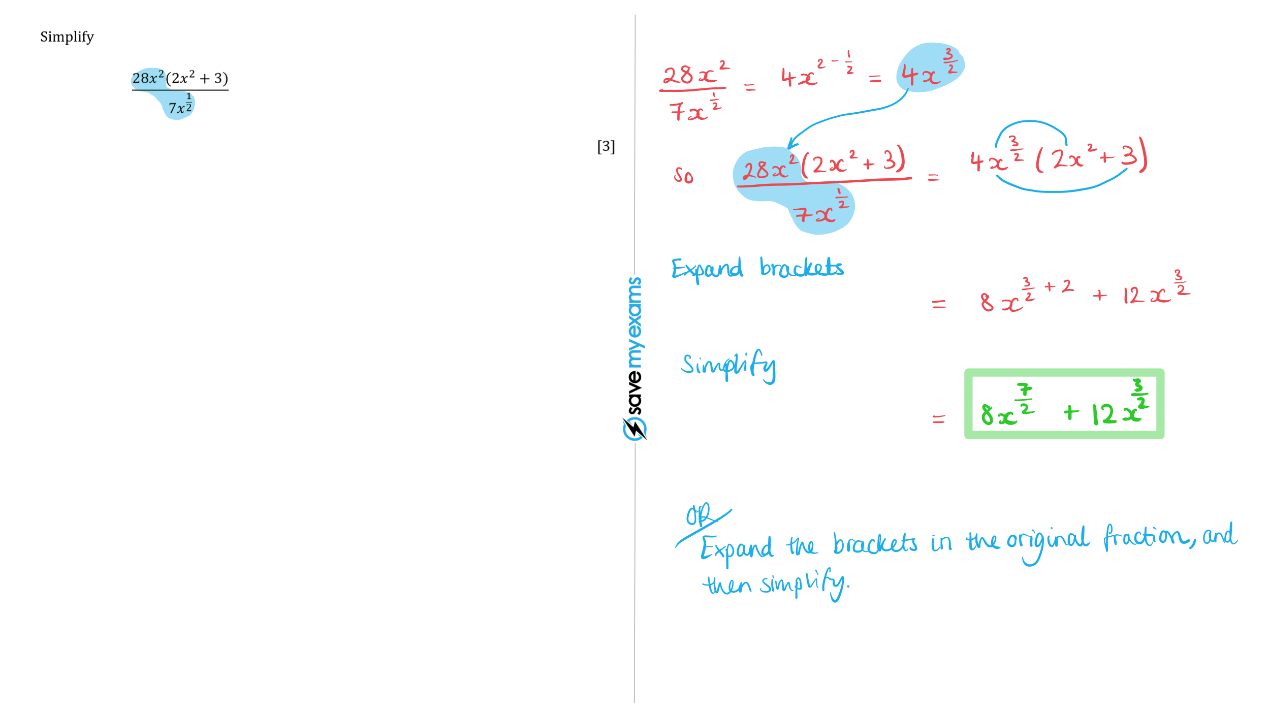 Simplify
28x²(2x² + 3)
7x^{1/2}
[3]
28x² / 7x^{1/2} = 4x^{2 - 1/2} = 4x^{3/2}
so 28x²(2x² + 3) / 7x^{1/2} = 4x^{3/2} (2x² + 3)
Expand brackets
= 8x^{3/2 + 2} + 12x^{3/2}
Simplify
= 8x^{7/2} + 12x^{3/2}
OR
Expand the brackets in the original fraction, and
then simplify.
savemyexams